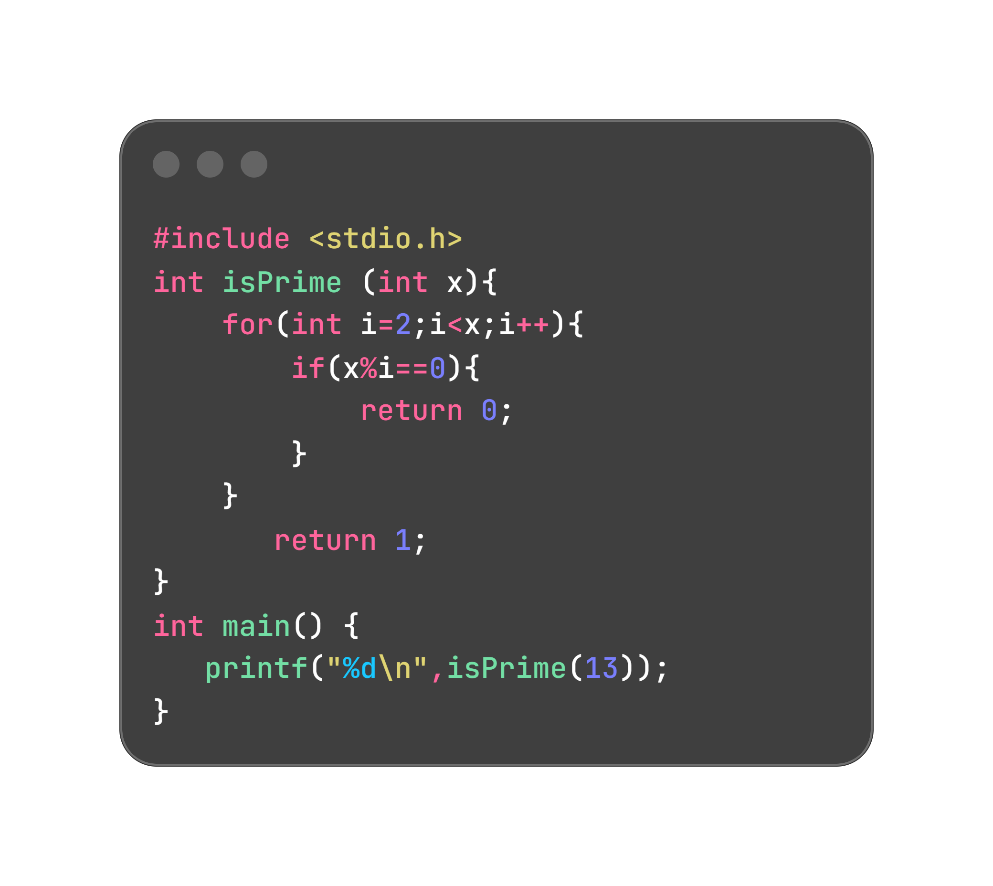 #include <stdio.h>
int isPrime (int x){
    for(int i=2;i<x;i++){
        if(x%i==0){
            return 0;
        }
    }
       return 1;
}
int main() {
   printf("%d\n",isPrime(13));
}